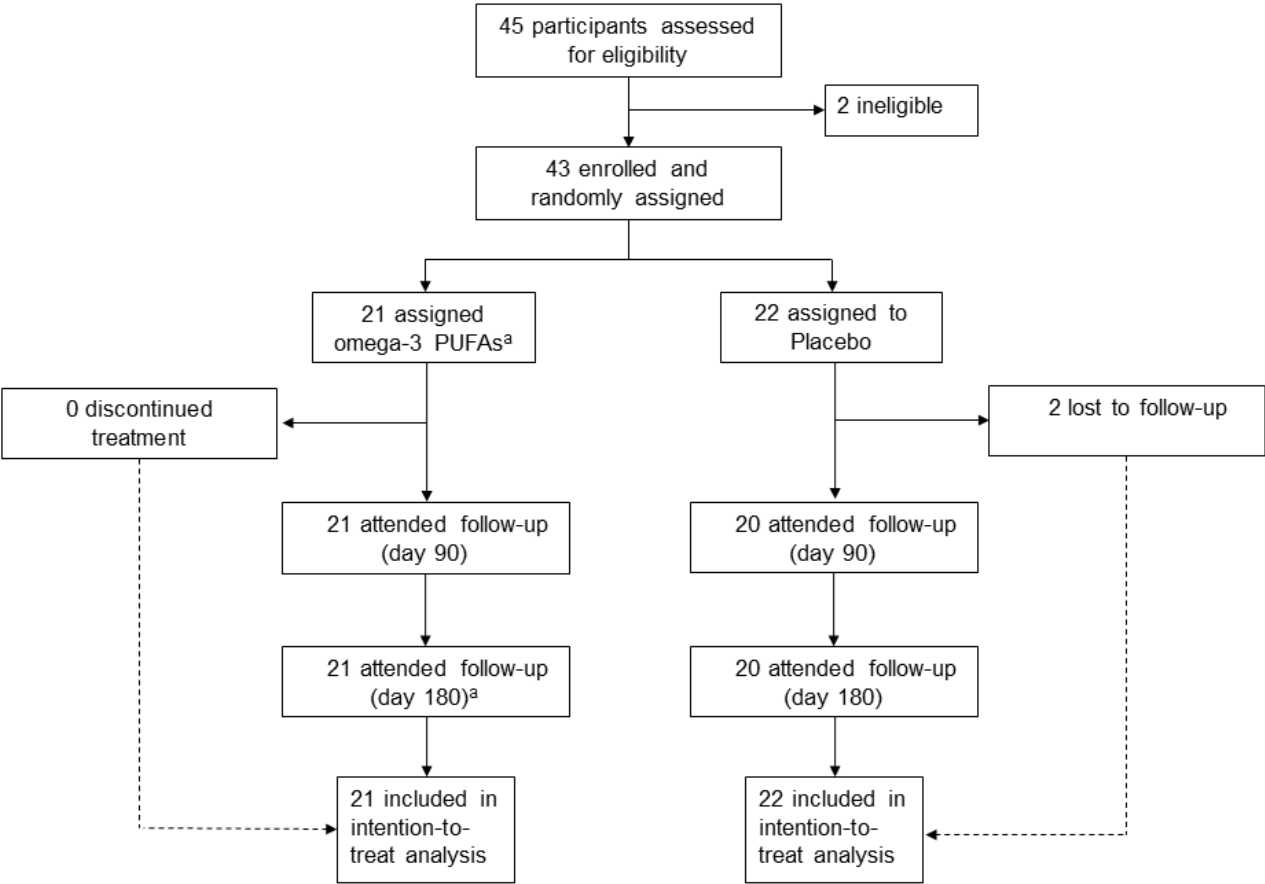 45 participants assessed
for eligibility
2 ineligible
43 enrolled and
randomly assigned
21 assigned
omega-3 PUFAsª
22 assigned to
Placebo
0 discontinued
treatment
2 lost to follow-up
21 attended follow-up
(day 90)
20 attended follow-up
(day 90)
21 attended follow-up
(day 180)ª
20 attended follow-up
(day 180)
21 included in
intention-to-
treat analysis
22 included in
intention-to-
treat analysis